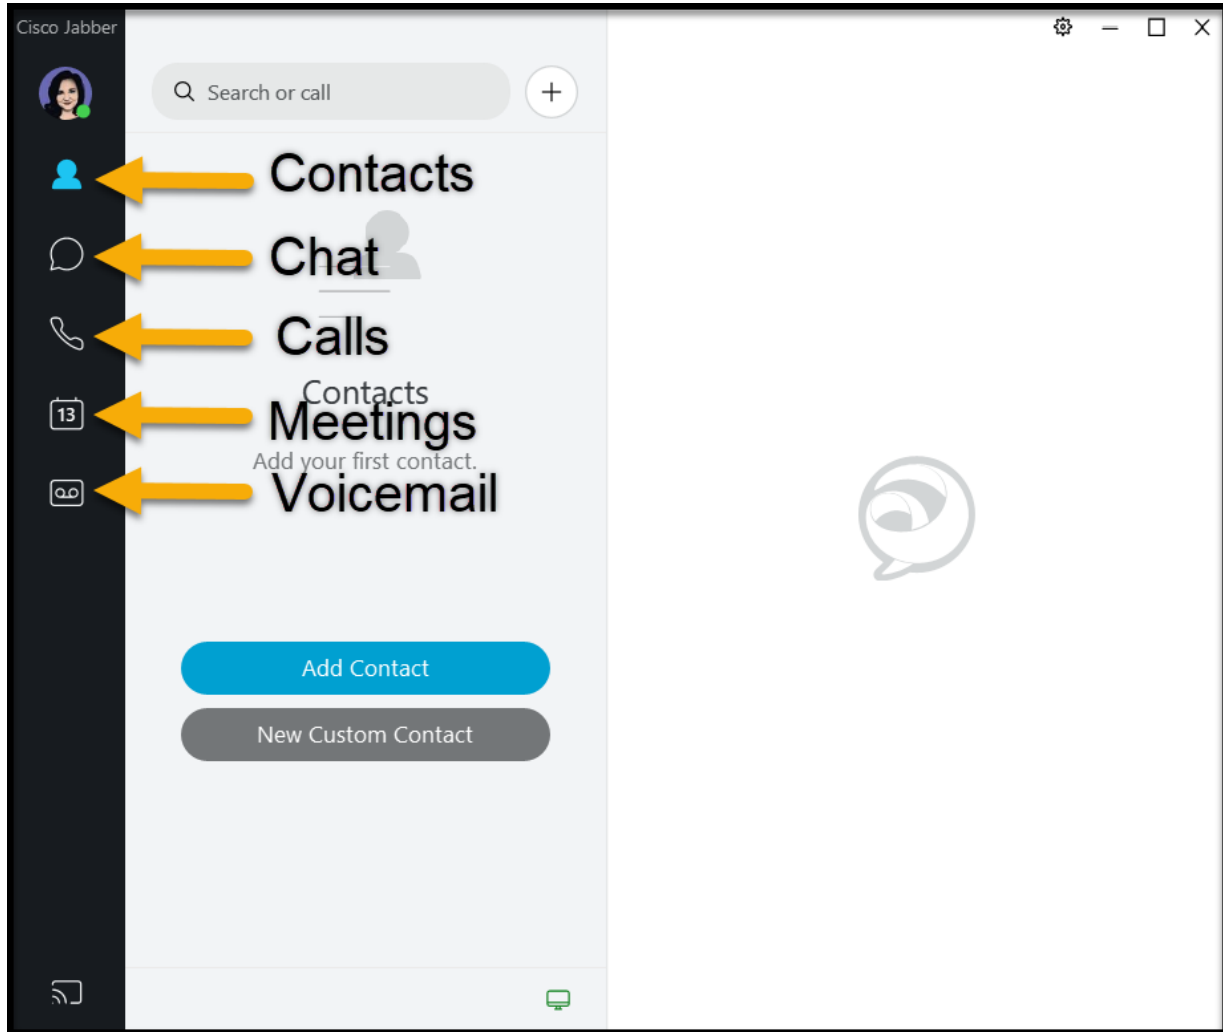 Cisco Jabber
Search or call
Contacts
Chat
Calls
Contacts
13
Meetings
Add your first contact.
Voicemail
Add Contact
New Custom Contact